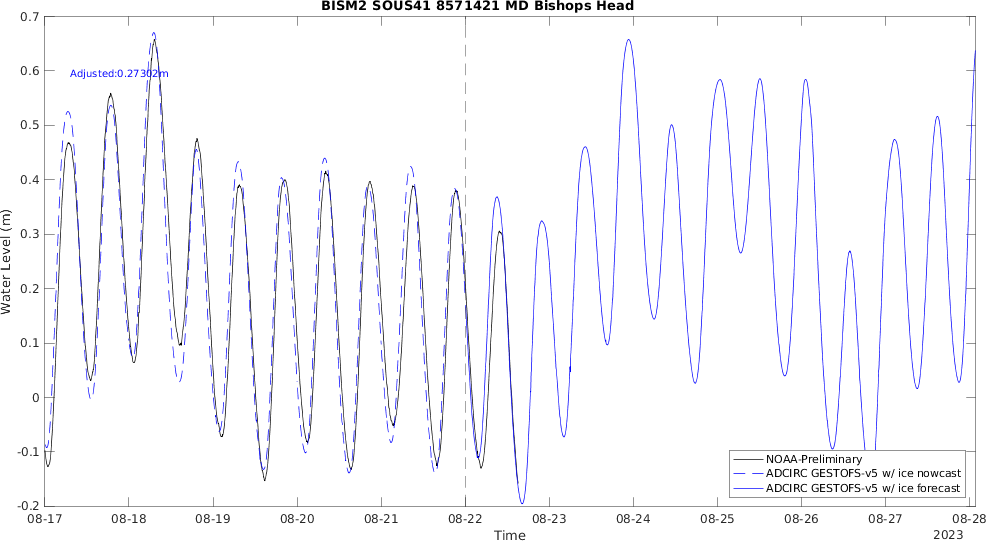 BISM2 SOUS41 8571421 MD Bishops Head
0.7
0.6
0.5
0.4
0.3
0.2
0.1
0
-0.1
-0.2
Water Level (m)
Adjusted:0.27302m
NOAA-Preliminary
ADCIRC GESTOFS-v5 w/ ice nowcast
ADCIRC GESTOFS-v5 w/ ice forecast
08-17 08-18 08-19 08-20 08-21 08-22 08-23 08-24 08-25 08-26 08-27 08-28
Time
2023